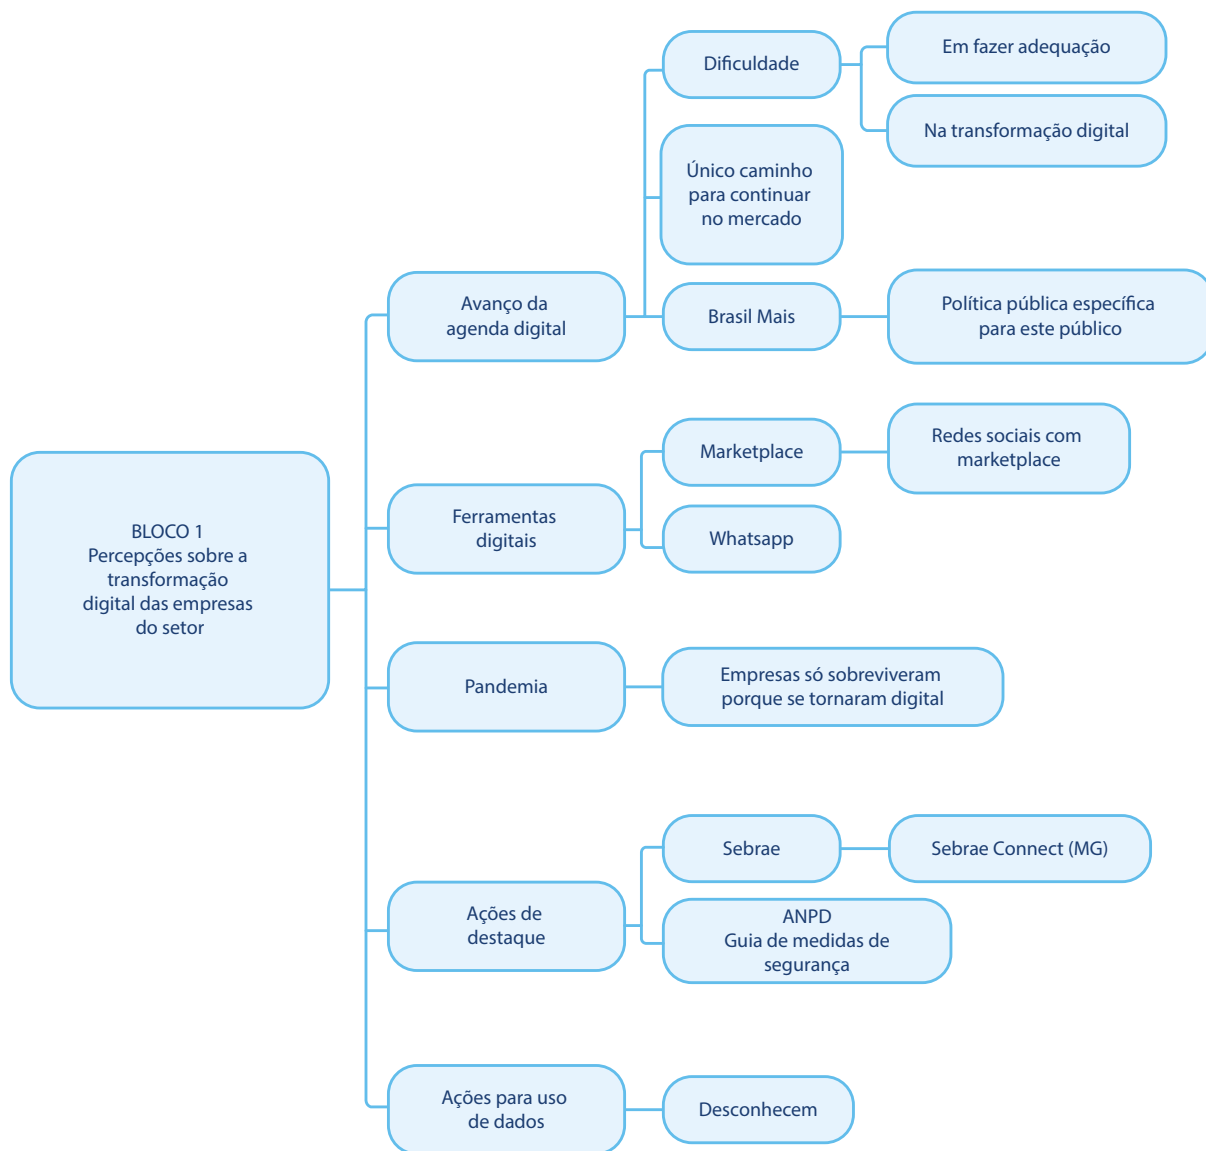 BLOCO 1
Percepções sobre a
transformação
digital das empresas
do setor
Avanço da
agenda digital
Dificuldade
Em fazer adequação
Na transformação digital
Único caminho
para continuar
no mercado
Brasil Mais
Política pública específica
para este público
Ferramentas
digitais
Marketplace
Redes sociais com
marketplace
Whatsapp
Pandemia
Empresas só sobreviveram
porque se tornaram digital
Ações de
destaque
Sebrae
Sebrae Connect (MG)
ANPD
Guia de medidas de
segurança
Ações para uso
de dados
Desconhecem